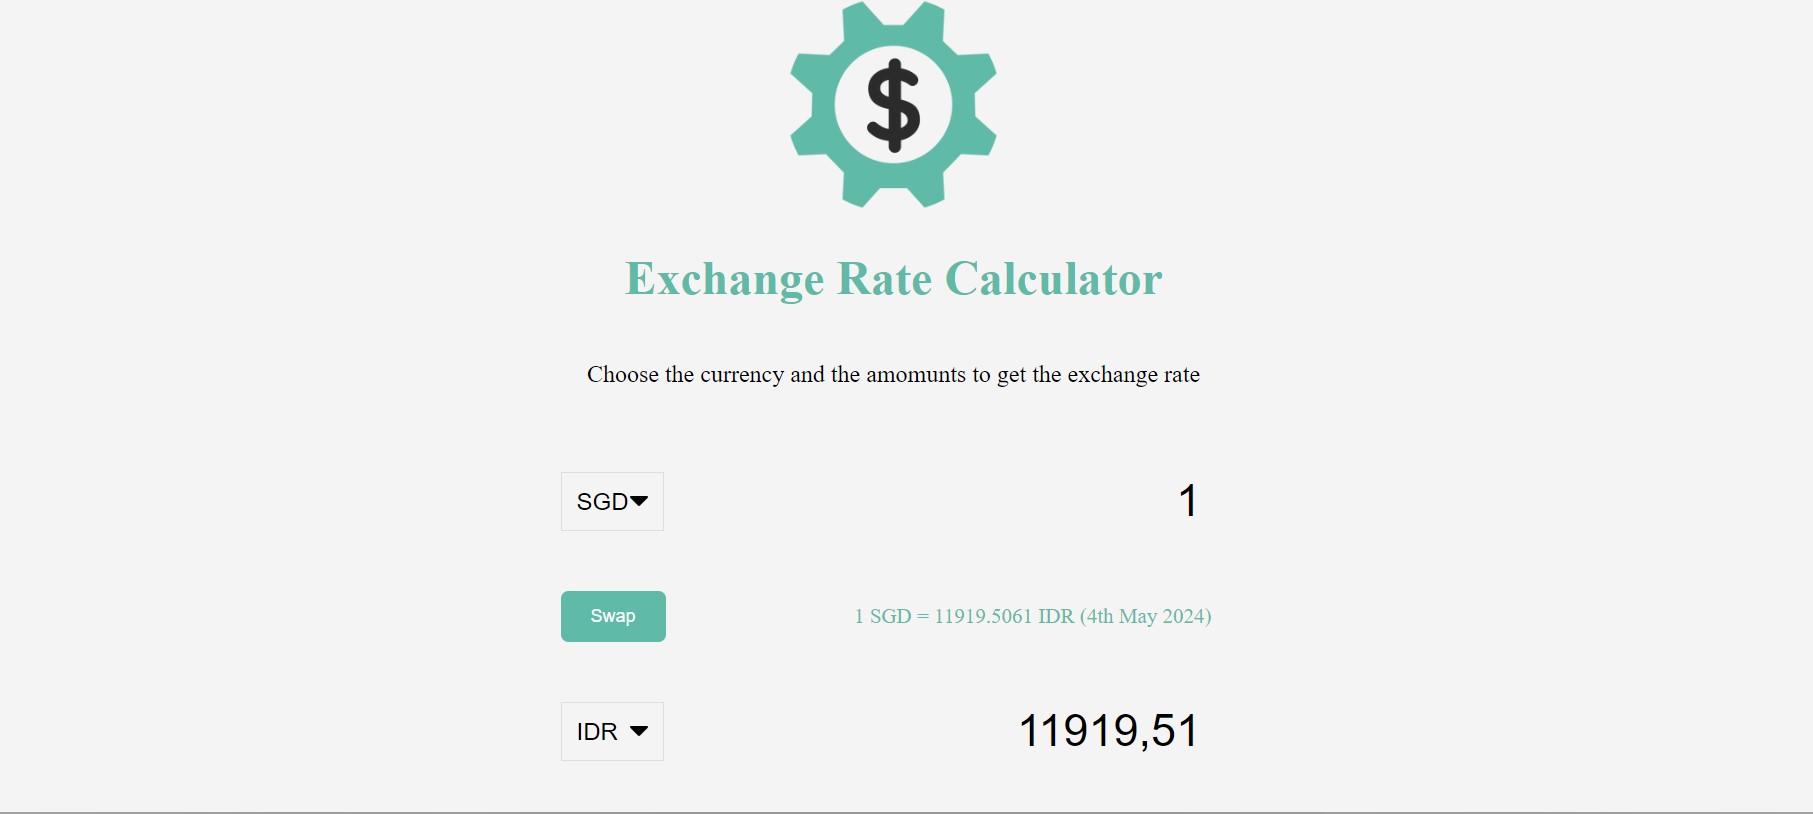 $
Exchange Rate Calculator
Choose the currency and the amomunts to get the exchange rate
SGD
1
Swap
1 SGD = 11919.5061 IDR (4th May 2024)
IDR
11919,51